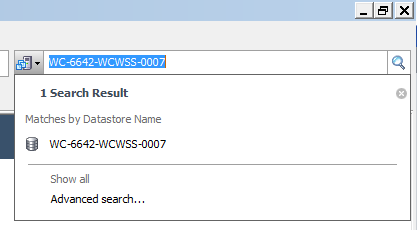 WC-6642-WCWSS-0007
1 Search Result
Matches by Datastore Name
WC-6642-WCWSS-0007
Show all
Advanced search...